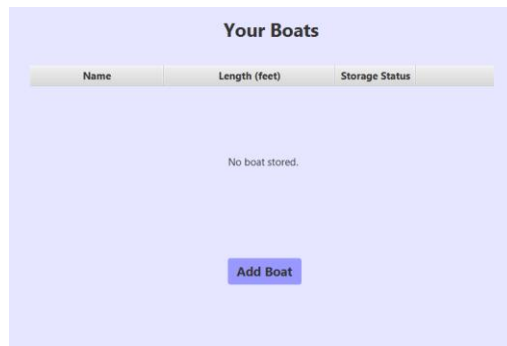 Your Boats
Name Length (feet) Storage Status
No boat stored.
Add Boat